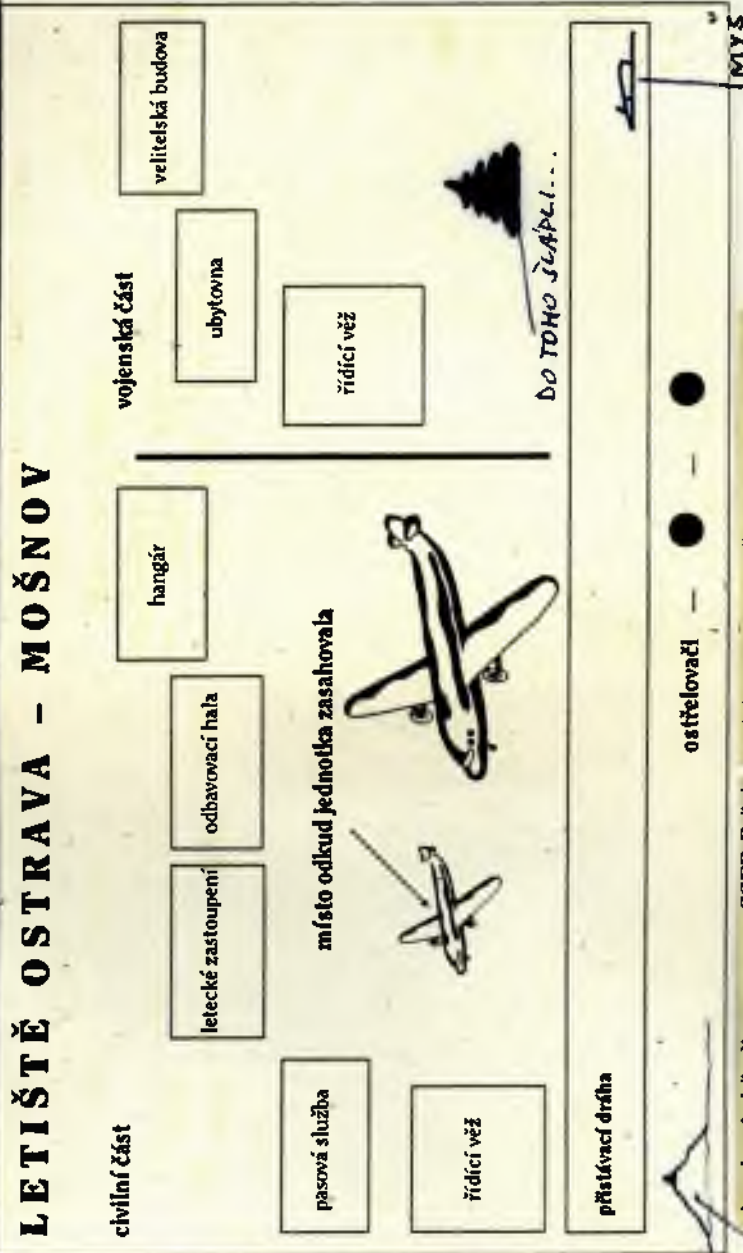 LETIŠTĚ OSTRAVA – MOŠNOV
civilní část
vojenská část
hangár
velitelská budova
letecké zastoupení
odbavovací hala
ubytovna
pasová služba
řídící věž
místo odkud jednotka zasahovala
řídící věž
DO TOHO ŠLÁPLI...
přistávací dráha
MYŠ
ostřelovači